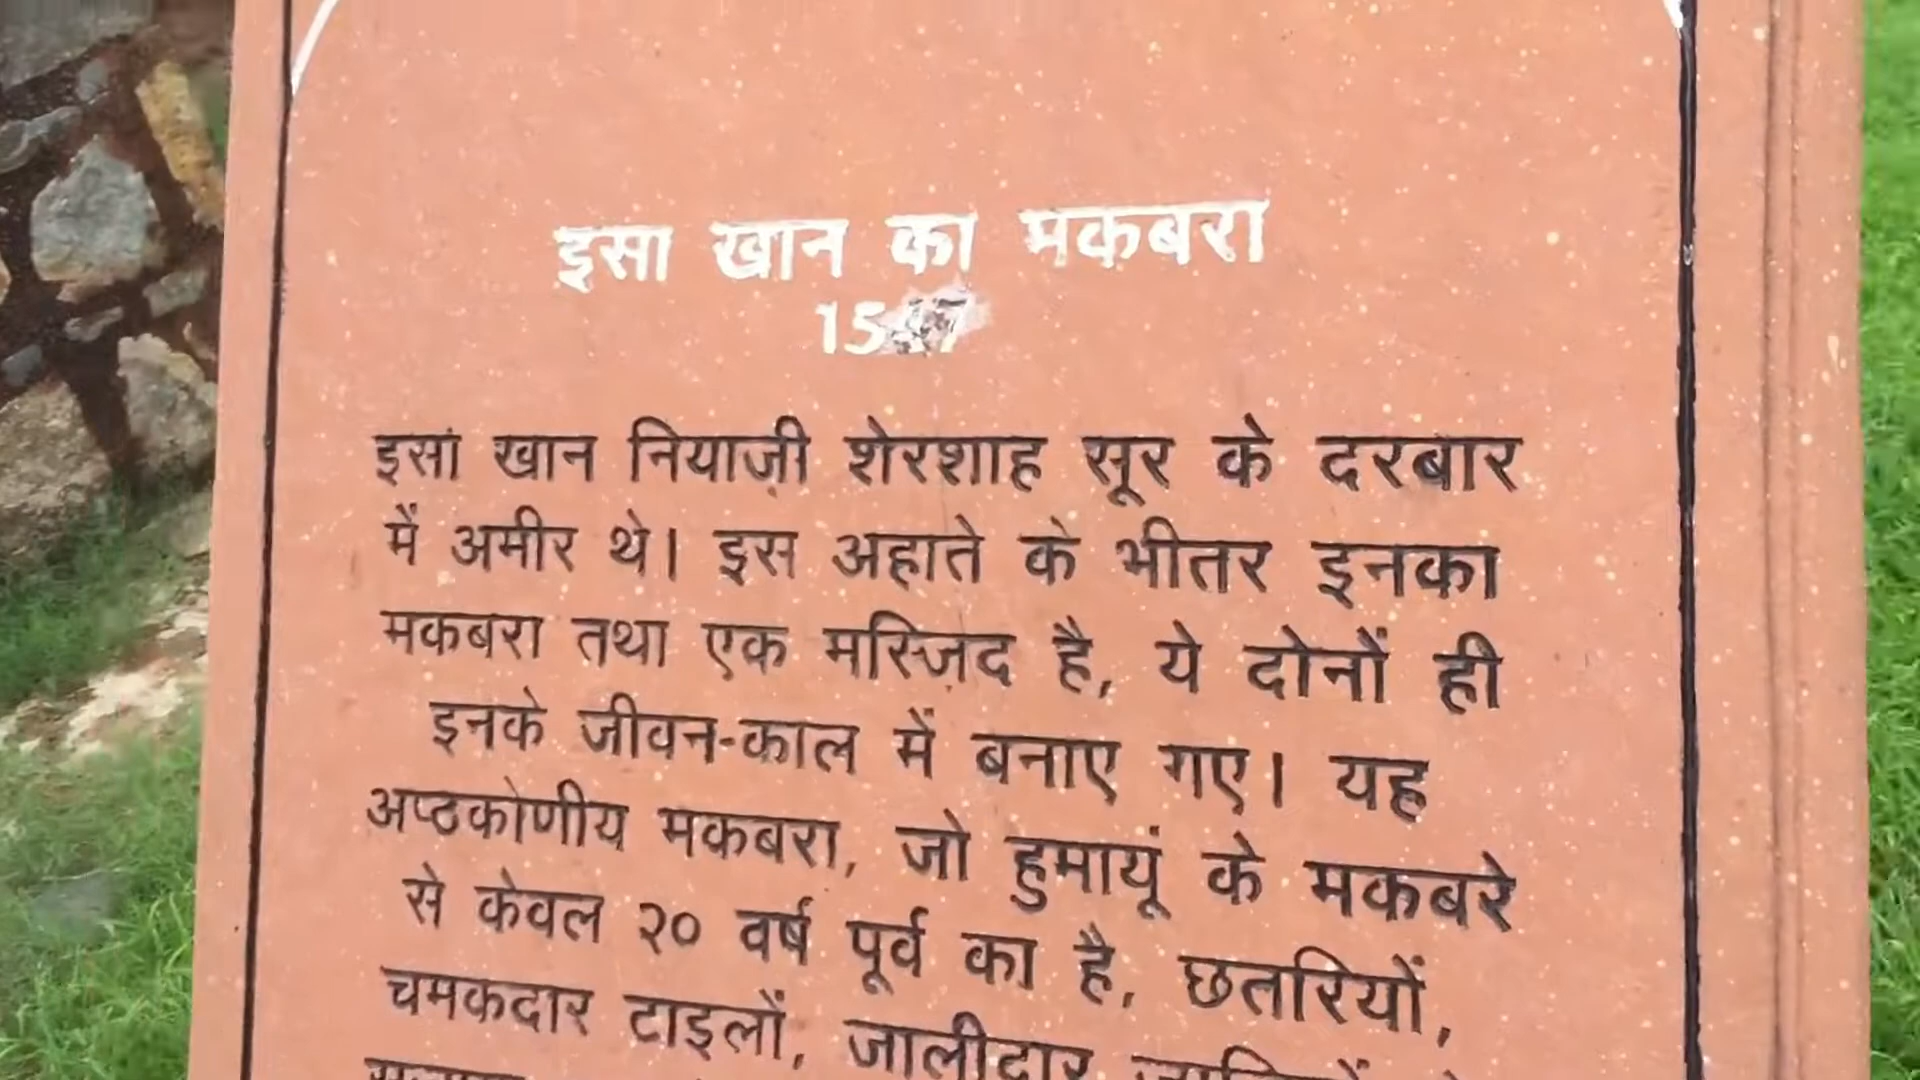 इसा खान का मकबरा
इसा खान नियाज़ी शेरशाह सूर के दरबार
में अमीर थे। इस अहाते के भीतर इनका
मकबरा तथा एक मस्जि़द है, ये दोनों ही
इनके जीवन-काल में बनाए गए। यह
अष्ठकोणीय मकबरा, जो हुमायूं के मकबरे
से केवल २० वर्ष पूर्व का है, छतरियों,
चमकदार टाइलों, जालीदार